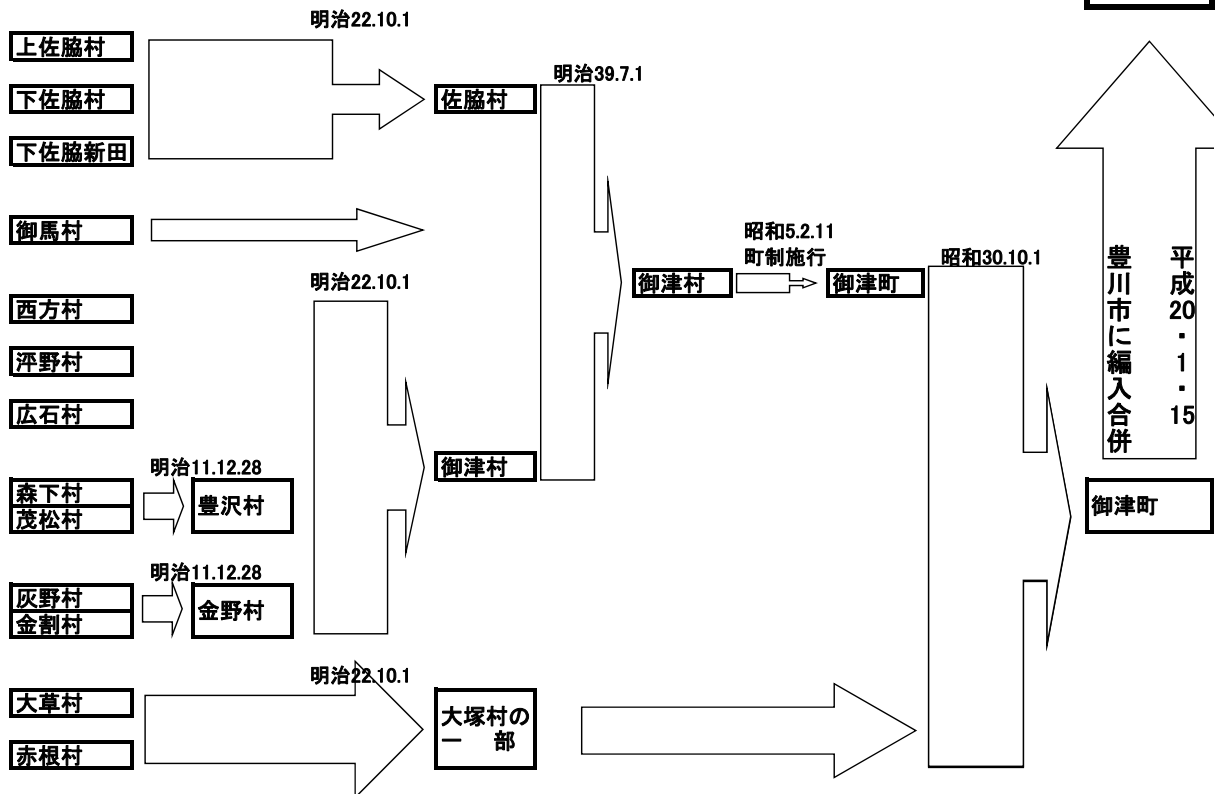 明治22.10.1
上佐脇村
下佐脇村
下佐脇新田
佐脇村
明治39.7.1
御馬村
明治22.10.1
西方村
泙野村
広石村
御津村
森下村
茂松村
明治11.12.28
豊沢村
灰野村
金割村
明治11.12.28
金野村
御津村
昭和5.2.11
町制施行
御津町
昭和30.10.1
大草村
赤根村
明治22.10.1
大塚村の
一　部
御津町
平成20・1・15
豊川市に編入合併